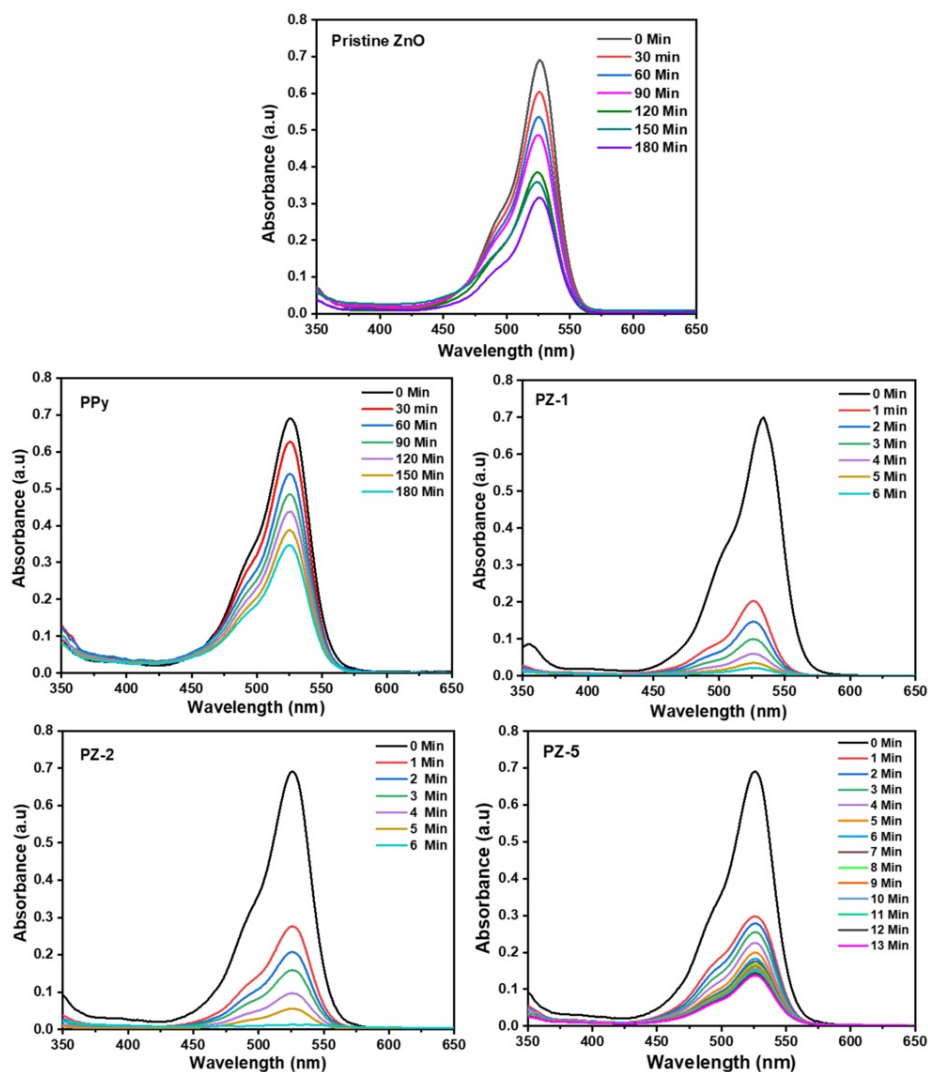 Pristine ZnO
0 Min
30 min
60 Min
90 Min
120 Min
150 Min
180 Min
Absorbance (a.u)
0.8
0.7
0.6
0.5
0.4
0.3
0.2
0.1
0.0
350
400
450
500
550
600
650
Wavelength (nm)
PPy
0 Min
30 min
60 Min
90 Min
120 Min
150 Min
180 Min
Absorbance (a.u)
0.8
0.7
0.6
0.5
0.4
0.3
0.2
0.1
0.0
350
400
450
500
550
600
650
Wavelength (nm)
PZ-1
0 Min
1 min
2 Min
3 Min
4 Min
5 Min
6 Min
Absorbance (a.u)
0.8
0.7
0.6
0.5
0.4
0.3
0.2
0.1
0.0
350
400
450
500
550
600
650
Wavelength (nm)
PZ-2
0 Min
1 Min
2 Min
3 Min
4 Min
5 Min
6 Min
Absorbance (a.u)
0.8
0.7
0.6
0.5
0.4
0.3
0.2
0.1
0.0
350
400
450
500
550
600
650
Wavelength (nm)
PZ-5
0 Min
1 Min
2 Min
3 Min
4 Min
5 Min
6 Min
7 Min
8 Min
9 Min
10 Min
11 Min
12 Min
13 Min
Absorbance (a.u)
0.8
0.7
0.6
0.5
0.4
0.3
0.2
0.1
0.0
350
400
450
500
550
600
650
Wavelength (nm)